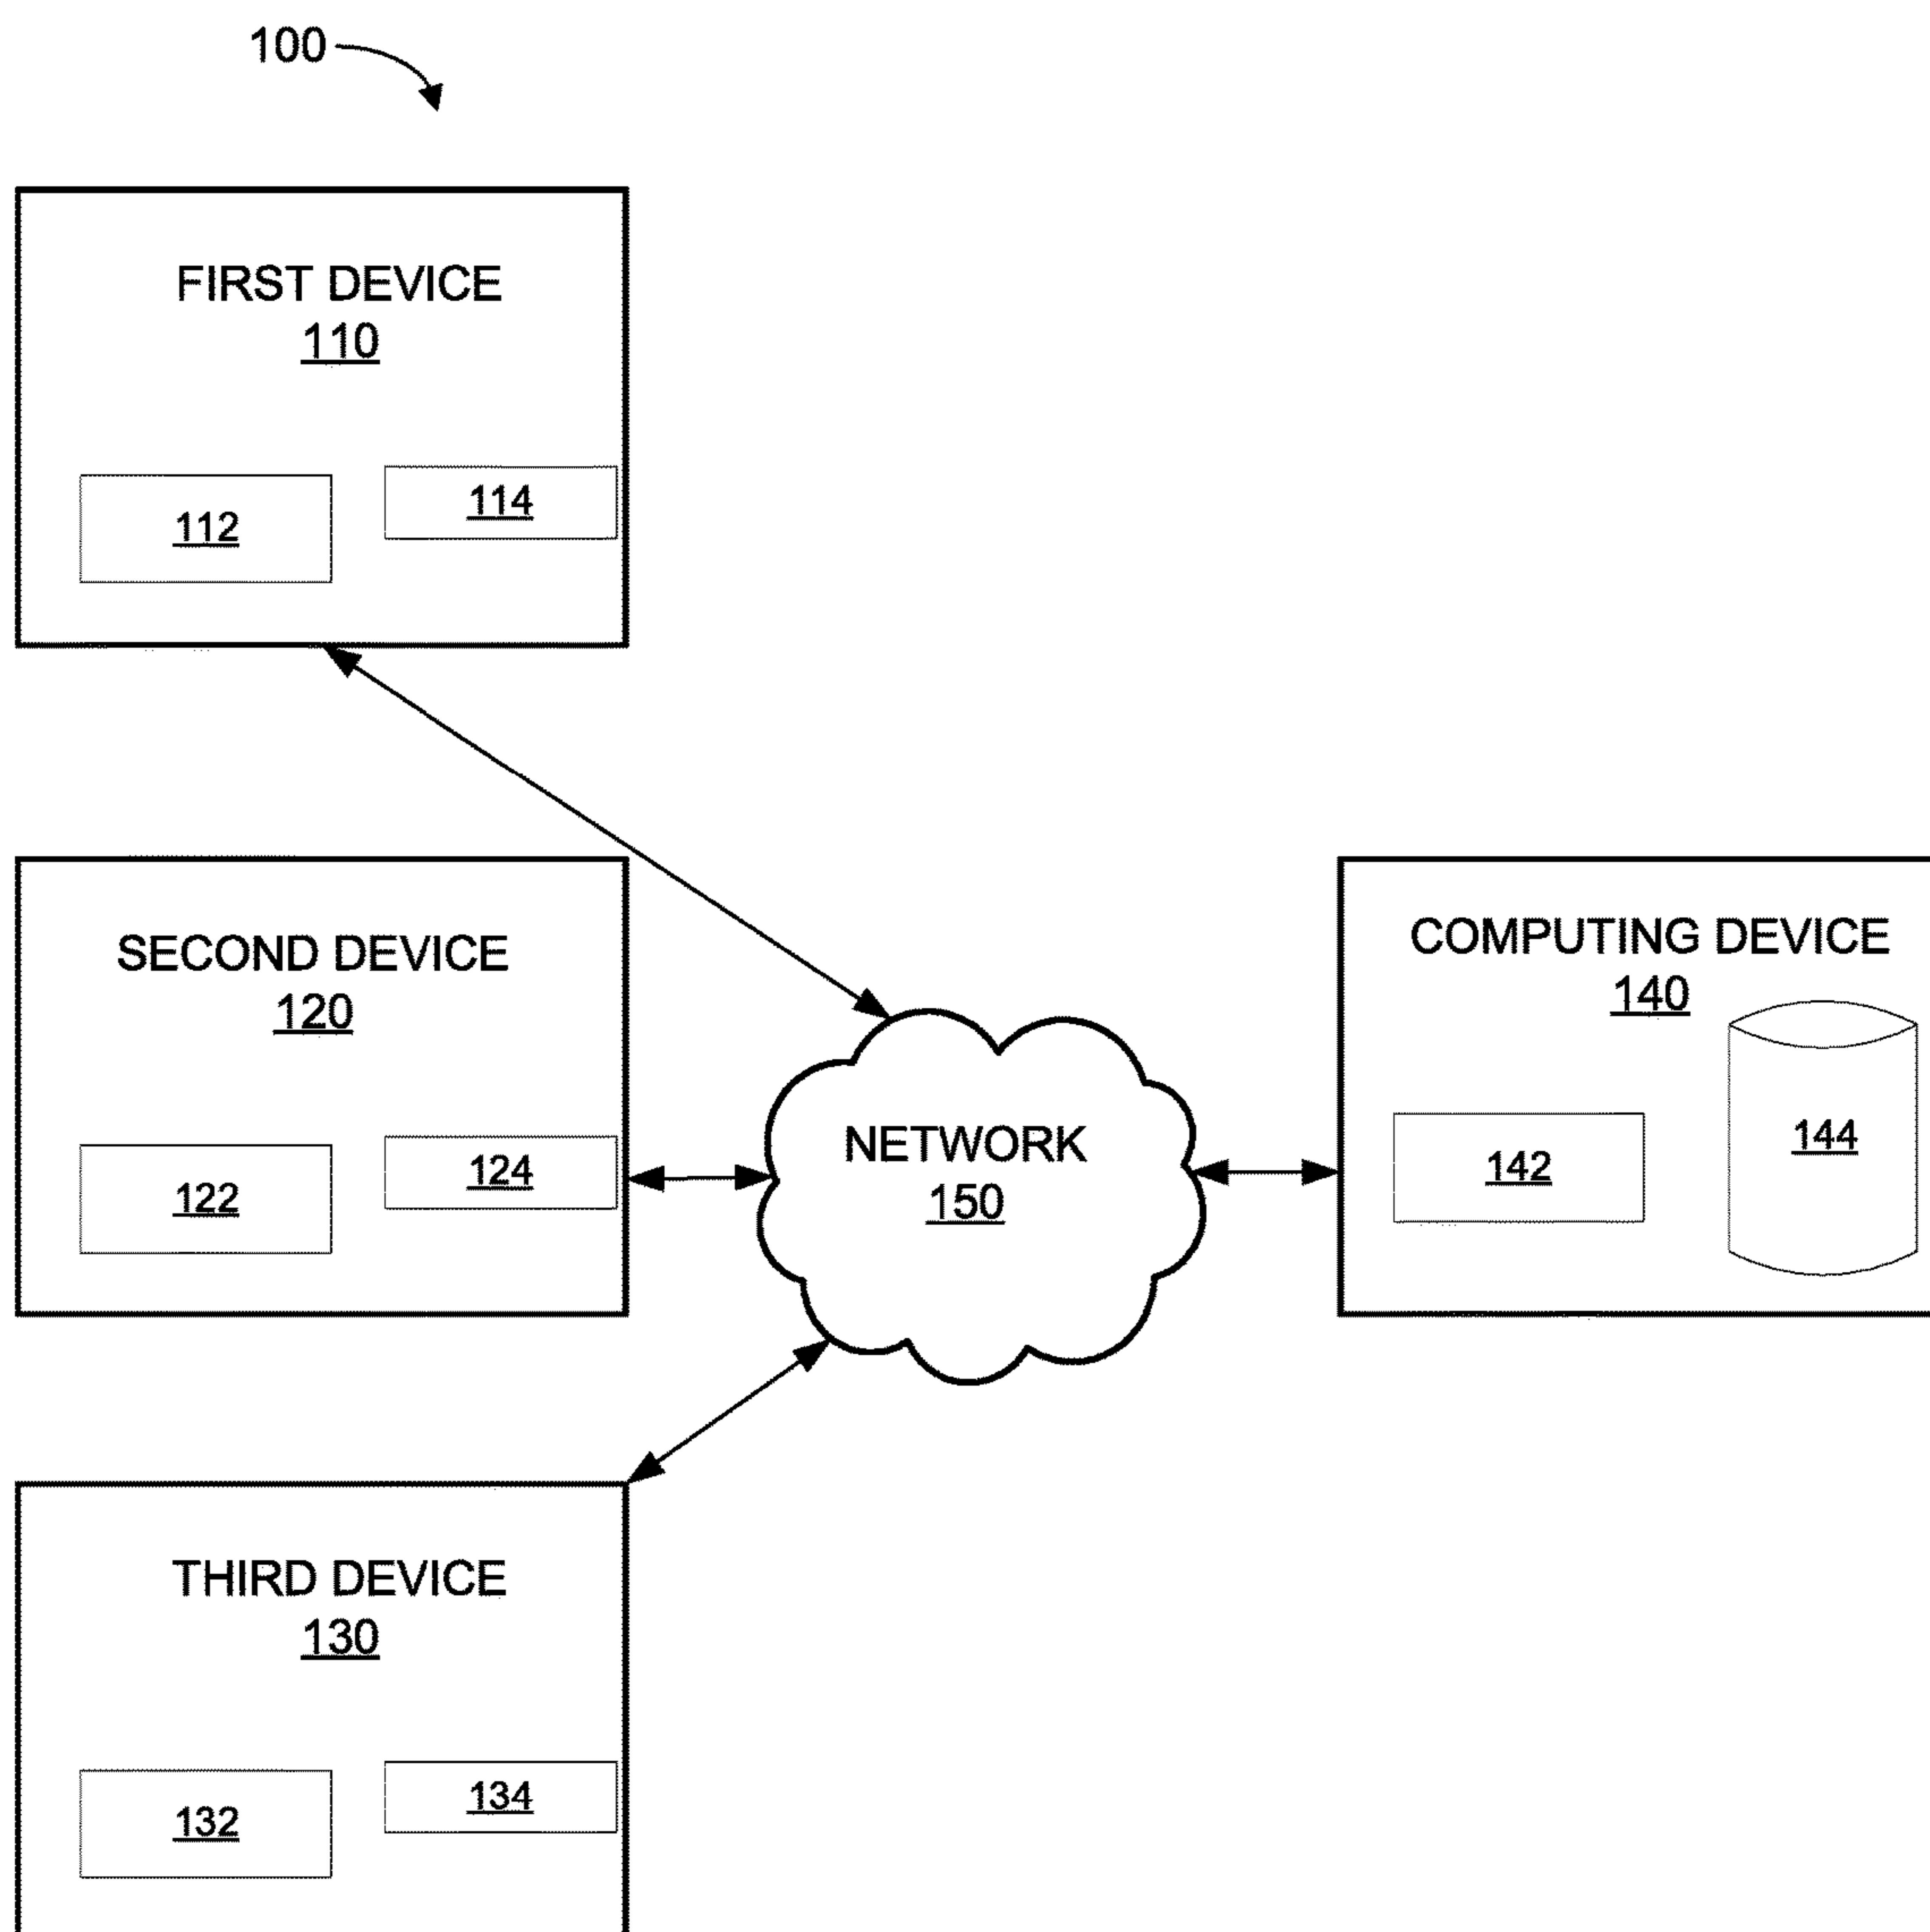 100
FIRST DEVICE
110
112
114
SECOND DEVICE
120
122
124
NETWORK
150
COMPUTING DEVICE
140
142
144
THIRD DEVICE
130
132
134